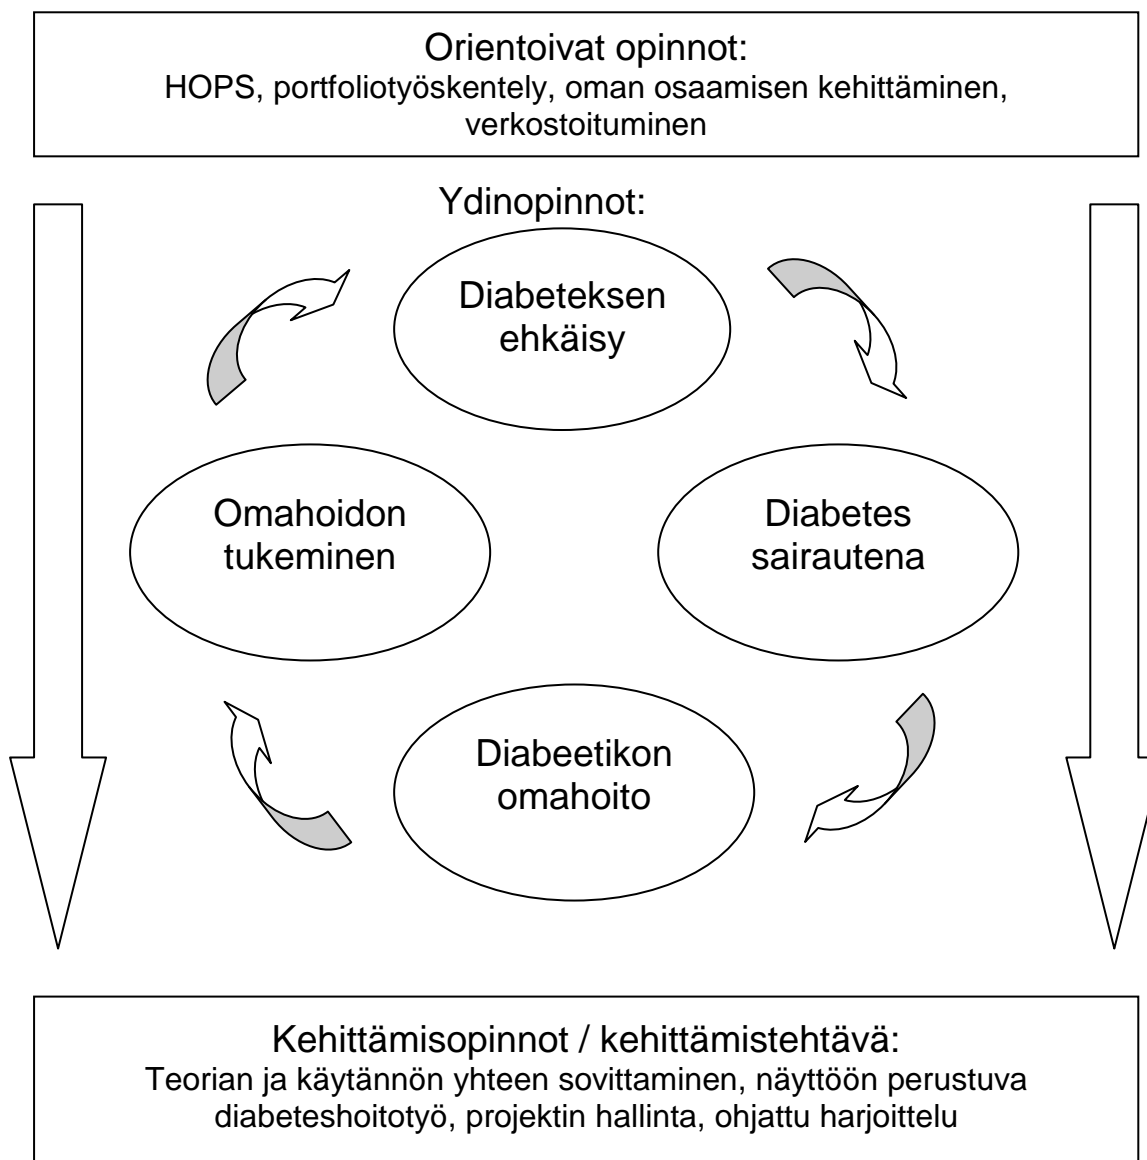 Orientoivat opinnot:
HOPS, portfoliotyöskentely, oman osaamisen kehittäminen,
verkostoituminen
Ydinopinnot:
Diabeteksen
ehkäisy
Omahoidon
tukeminen
Diabetes
sairautena
Diabeetikon
omahoito
Kehittämisopinnot / kehittämistehtävä:
Teorian ja käytännön yhteen sovittaminen, näyttöön perustuva
diabeteshoitotyö, projektin hallinta, ohjattu harjoittelu